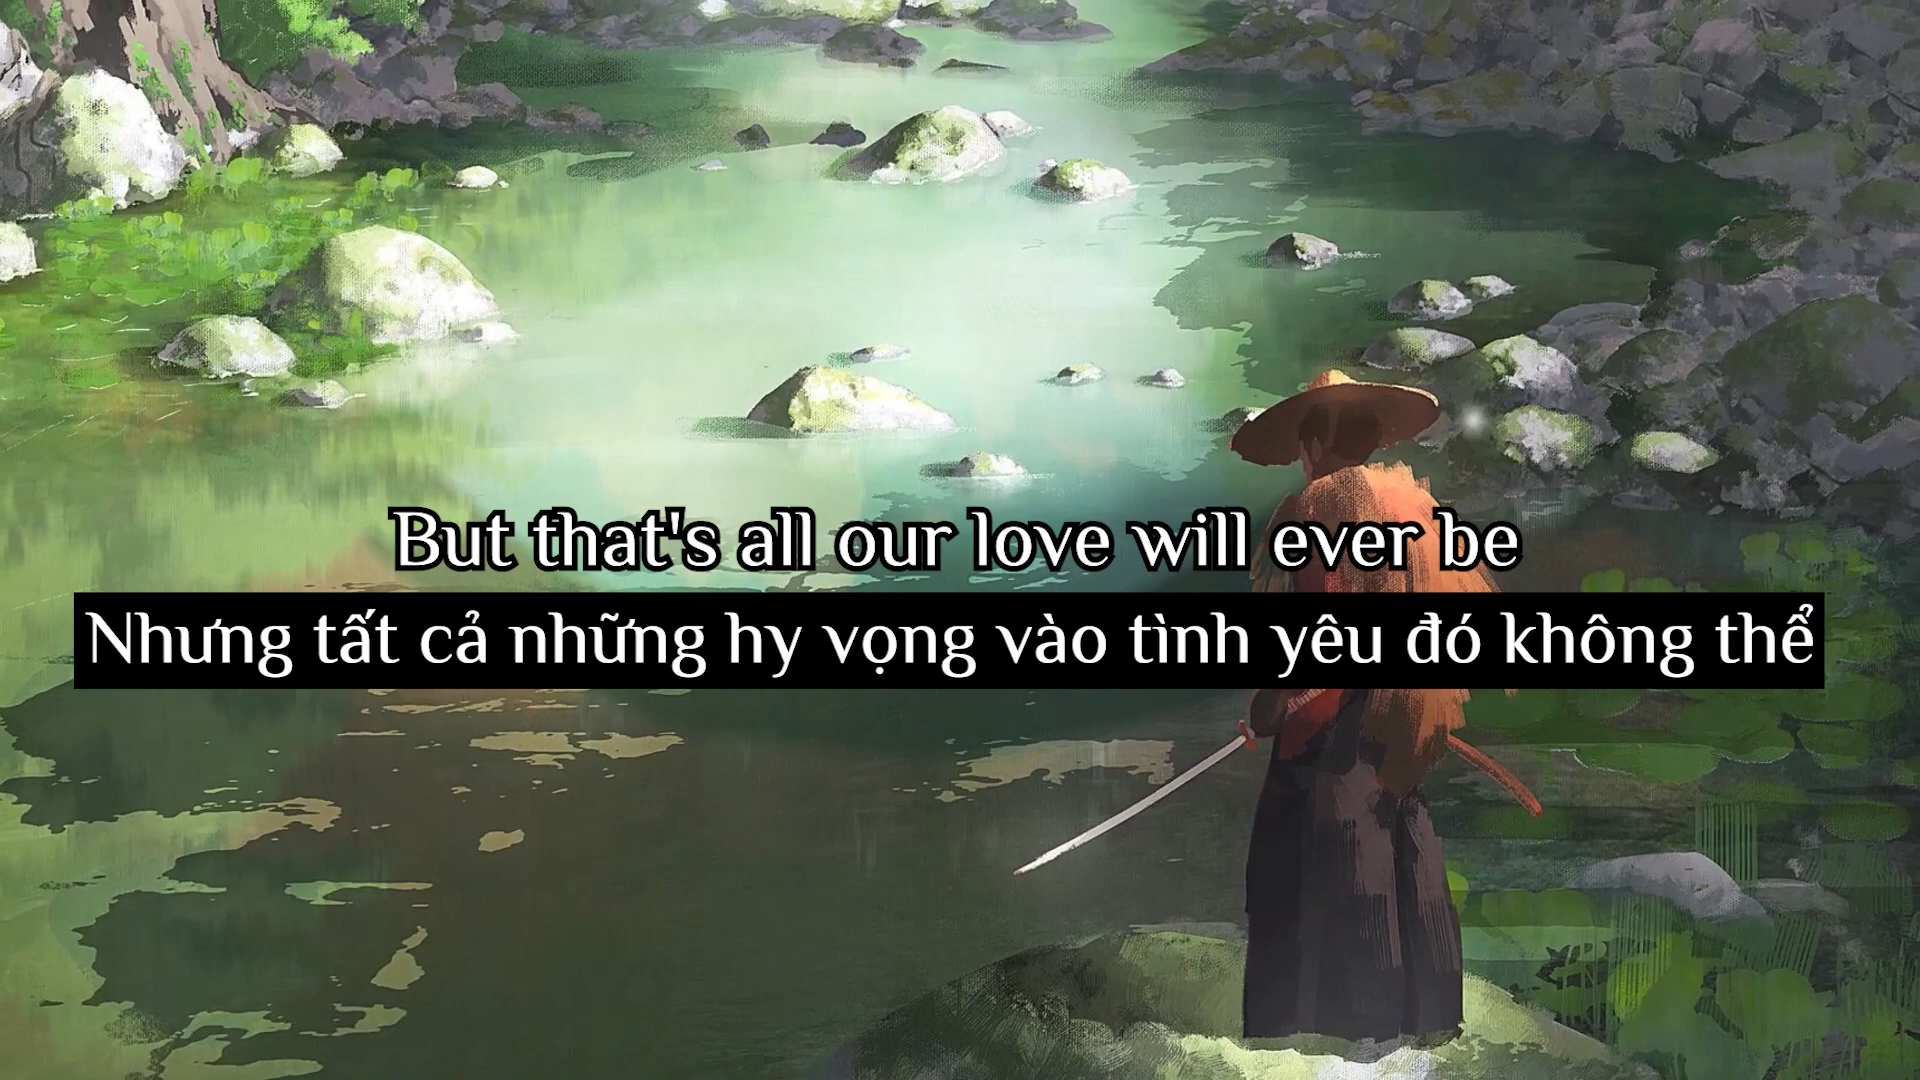 But that's all our love will ever be
Nhưng tất cả những hy vọng vào tình yêu đó không thể